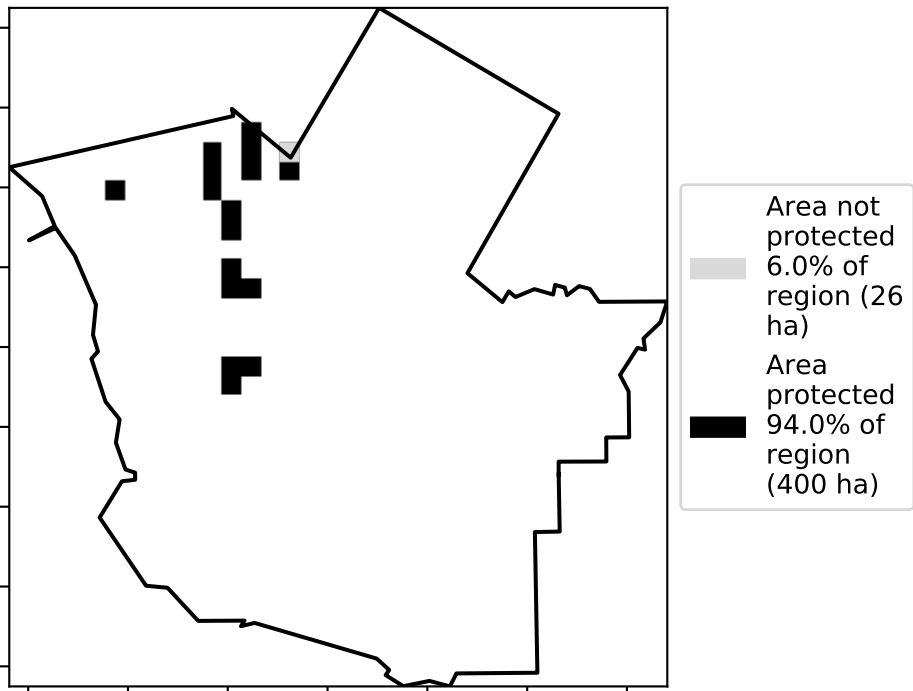 Area not
protected
6.0% of
region (26
ha)
Area
protected
94.0% of
region
(400 ha)